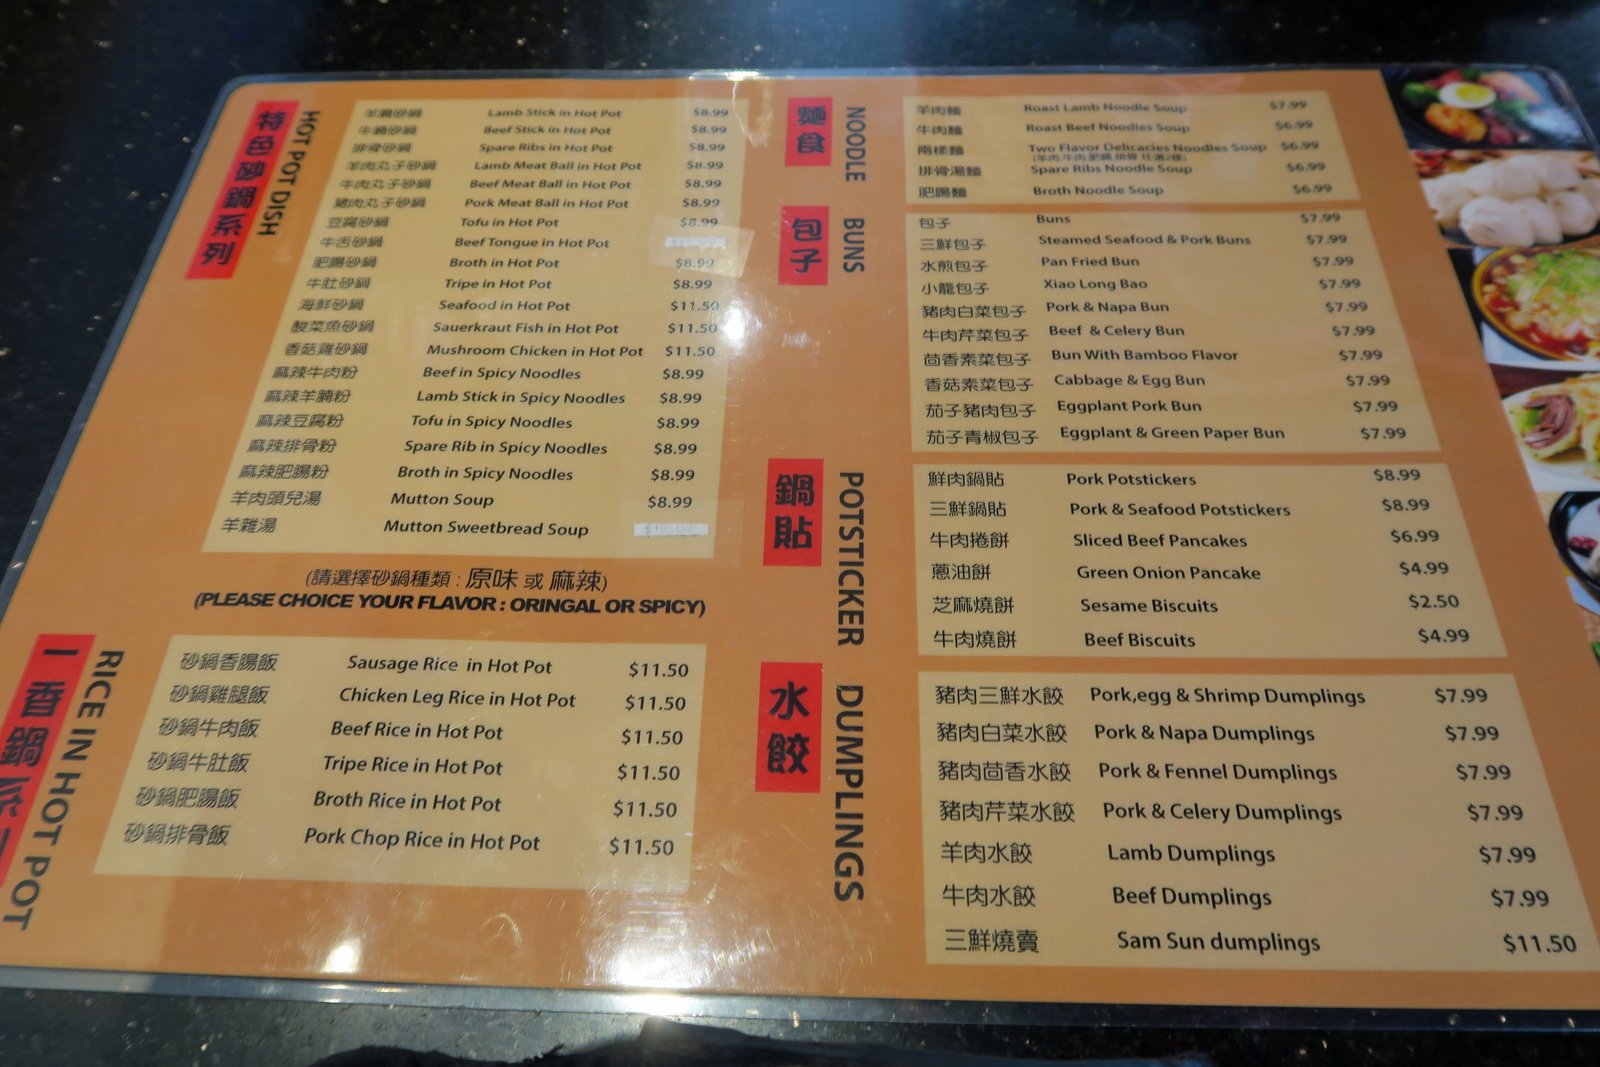 特色砂鍋系列
HOT POT DISH
羊腩砂鍋 Lamb Stick in Hot Pot $8.99
牛腩砂鍋 Beef Stick in Hot Pot $8.99
排骨砂鍋 Spare Ribs in Hot Pot $8.99
羊肉丸子砂鍋 Lamb Meat Ball in Hot Pot $8.99
牛肉丸子砂鍋 Beef Meat Ball in Hot Pot $8.99
豬肉丸子砂鍋 Pork Meat Ball in Hot Pot $8.99
豆腐砂鍋 Tofu in Hot Pot $8.99
牛舌砂鍋 Beef Tongue in Hot Pot
肥腸砂鍋 Broth in Hot Pot $8.99
牛肚砂鍋 Tripe in Hot Pot $8.99
海鮮砂鍋 Seafood in Hot Pot $11.50
酸菜魚砂鍋 Sauerkraut Fish in Hot Pot $11.50
香菇雞砂鍋 Mushroom Chicken in Hot Pot $11.50
麻辣牛肉粉 Beef in Spicy Noodles $8.99
麻辣羊腩粉 Lamb Stick in Spicy Noodles $8.99
麻辣豆腐粉 Tofu in Spicy Noodles $8.99
麻辣排骨粉 Spare Rib in Spicy Noodles $8.99
麻辣肥腸粉 Broth in Spicy Noodles $8.99
羊肉頭兒湯 Mutton Soup $8.99
羊雜湯 Mutton Sweetbread Soup
(請選擇砂鍋種類 : 原味 或 麻辣)
(PLEASE CHOICE YOUR FLAVOR : ORINGAL OR SPICY)
一香鍋系列
RICE IN HOT POT
砂鍋香腸飯 Sausage Rice in Hot Pot $11.50
砂鍋雞腿飯 Chicken Leg Rice in Hot Pot $11.50
砂鍋牛肉飯 Beef Rice in Hot Pot $11.50
砂鍋牛肚飯 Tripe Rice in Hot Pot $11.50
砂鍋肥腸飯 Broth Rice in Hot Pot $11.50
砂鍋排骨飯 Pork Chop Rice in Hot Pot $11.50
麵食
NOODLE
羊肉麵 Roast Lamb Noodle Soup $7.99
牛肉麵 Roast Beef Noodles Soup $6.99
兩樣麵 Two Flavor Delicacies Noodles Soup $6.99
(羊肉,牛肉,肥腸,排骨 任選2樣)
排骨湯麵 Spare Ribs Noodle Soup $6.99
肥腸麵 Broth Noodle Soup $6.99
包子
BUNS
包子 Buns $7.99
三鮮包子 Steamed Seafood & Pork Buns $7.99
水煎包子 Pan Fried Bun $7.99
小籠包子 Xiao Long Bao $7.99
豬肉白菜包子 Pork & Napa Bun $7.99
牛肉芹菜包子 Beef & Celery Bun $7.99
茴香素菜包子 Bun With Bamboo Flavor $7.99
香菇素菜包子 Cabbage & Egg Bun $7.99
茄子豬肉包子 Eggplant Pork Bun $7.99
茄子青椒包子 Eggplant & Green Paper Bun $7.99
鍋貼
POTSTICKER
鮮肉鍋貼 Pork Potstickers $8.99
三鮮鍋貼 Pork & Seafood Potstickers $8.99
牛肉捲餅 Sliced Beef Pancakes $6.99
蔥油餅 Green Onion Pancake $4.99
芝麻燒餅 Sesame Biscuits $2.50
牛肉燒餅 Beef Biscuits $4.99
水餃
DUMPLINGS
豬肉三鮮水餃 Pork,egg & Shrimp Dumplings $7.99
豬肉白菜水餃 Pork & Napa Dumplings $7.99
豬肉茴香水餃 Pork & Fennel Dumplings $7.99
豬肉芹菜水餃 Pork & Celery Dumplings $7.99
羊肉水餃 Lamb Dumplings $7.99
牛肉水餃 Beef Dumplings $7.99
三鮮燒賣 Sam Sun dumplings $11.50